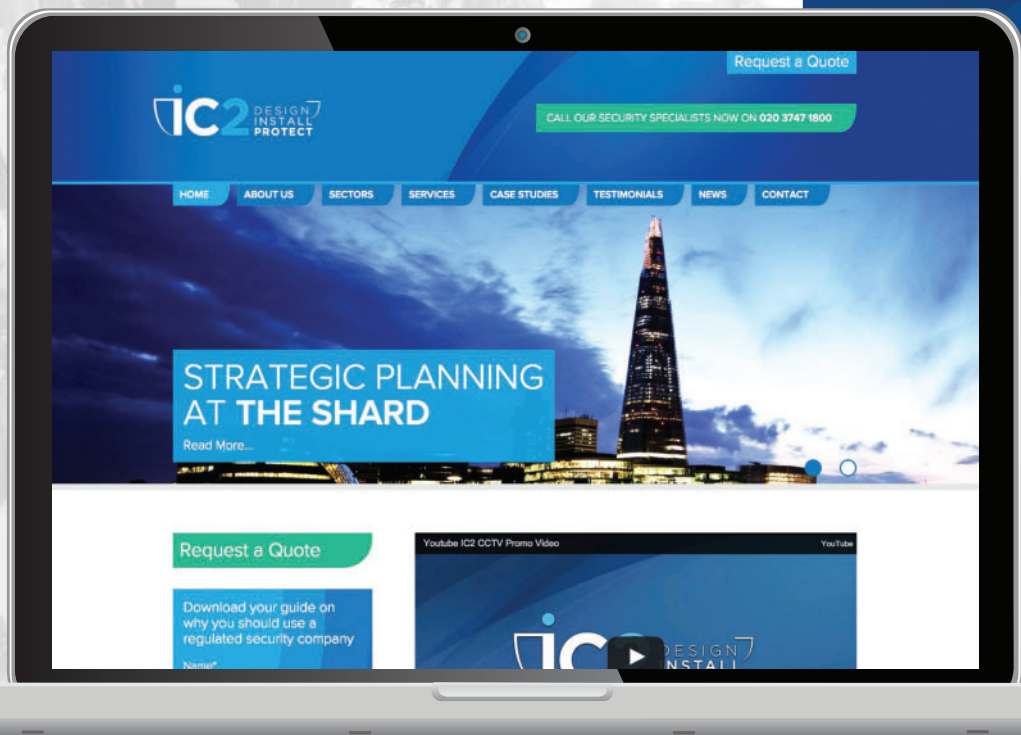 Request a Quote
iC2 DESIGN
INSTALL
PROTECT
CALL OUR SECURITY SPECIALISTS NOW ON 020 3747 1800
HOME ABOUT US SECTORS SERVICES CASE STUDIES TESTIMONIALS NEWS CONTACT
STRATEGIC PLANNING
AT THE SHARD
Read More...
Request a Quote
Youtube IC2 CCTV Promo Video YouTube
Download your guide on
why you should use a
regulated security company
Name*
iC2 DESIGN
INSTALL